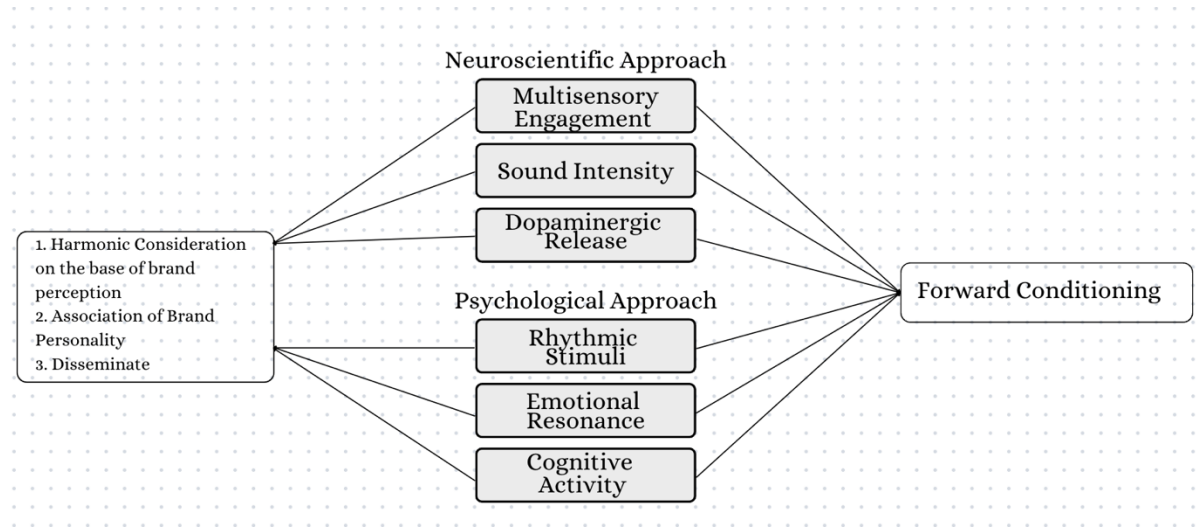 Neuroscientific Approach
Multisensory
Engagement
Sound Intensity
Dopaminergic
Release
1. Harmonic Consideration
on the base of brand
perception
2. Association of Brand
Personality
3. Disseminate
Forward Conditioning
Psychological Approach
Rhythmic
Stimuli
Emotional
Resonance
Cognitive
Activity